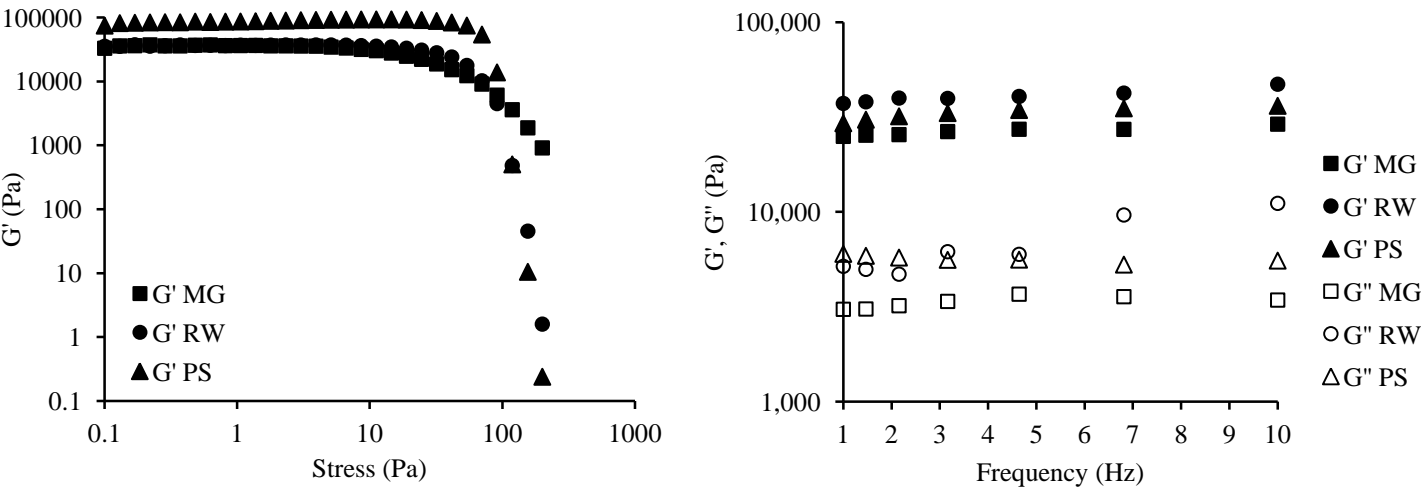 100000
10000
1000
100
10
1
0.1
G' (Pa)
G' MG
G' RW
G' PS
0.1 1 10 100 1000
Stress (Pa)
100,000
10,000
1,000
G', G" (Pa)
1 2 3 4 5 6 7 8 9 10
Frequency (Hz)
G' MG
G' RW
G' PS
G" MG
G" RW
G" PS